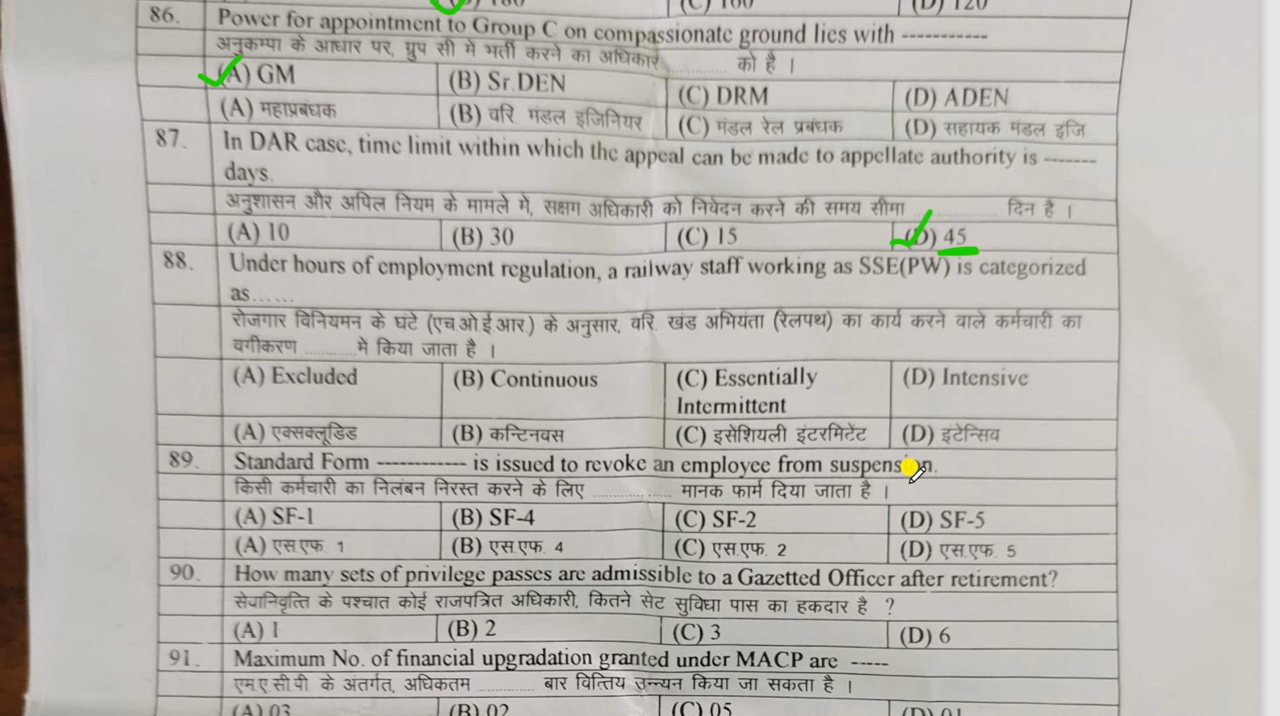 (D) 120
86. Power for appointment to Group C on compassionate ground lies with -----------
अनुकम्पा के आधार पर, ग्रुप सी में भर्ती करने का अधिकार ............. को है ।
(A) GM (B) Sr.DEN (C) DRM (D) ADEN
(A) महाप्रबंधक (B) वरि मंडल इंजिनियर (C) मंडल रेल प्रबंधक (D) सहायक मंडल इंजि
87. In DAR case, time limit within which the appeal can be made to appellate authority is -------
days.
अनुशासन और अपिल नियम के मामले में, सक्षम अधिकारी को निवेदन करने की समय सीमा .................. दिन है ।
(A) 10 (B) 30 (C) 15 (D) 45
88. Under hours of employment regulation, a railway staff working as SSE(PW) is categorized
as......
रोजगार विनियमन के घंटे (एच ओ ई आर) के अनुसार, वरि. खंड अभियंता (रेलपथ) का कार्य करने वाले कर्मचारी का
वर्गीकरण ............ मे किया जाता है ।
(A) Excluded (B) Continuous (C) Essentially (D) Intensive
Intermittent
(A) एक्सक्लूडिड (B) कन्टिनवस (C) इसेंशियली इंटरमिटेंट (D) इंटेन्सिव
89. Standard Form ----------- is issued to revoke an employee from suspension.
किसी कर्मचारी का निलंबन निरस्त करने के लिए .................. मानक फार्म दिया जाता है ।
(A) SF-1 (B) SF-4 (C) SF-2 (D) SF-5
(A) एस.एफ. 1 (B) एस.एफ. 4 (C) एस.एफ. 2 (D) एस.एफ. 5
90. How many sets of privilege passes are admissible to a Gazetted Officer after retirement?
सेवानिवृत्ति के पश्चात कोई राजपत्रित अधिकारी, कितने सेट सुविधा पास का हकदार है ?
(A) 1 (B) 2 (C) 3 (D) 6
91. Maximum No. of financial upgradation granted under MACP are -----
एम ए सी पी के अंतर्गत, अधिकतम ............. बार वित्तिय उन्नयन किया जा सकता है ।
(A) 03 (B) 02 (C) 05 (D) 01